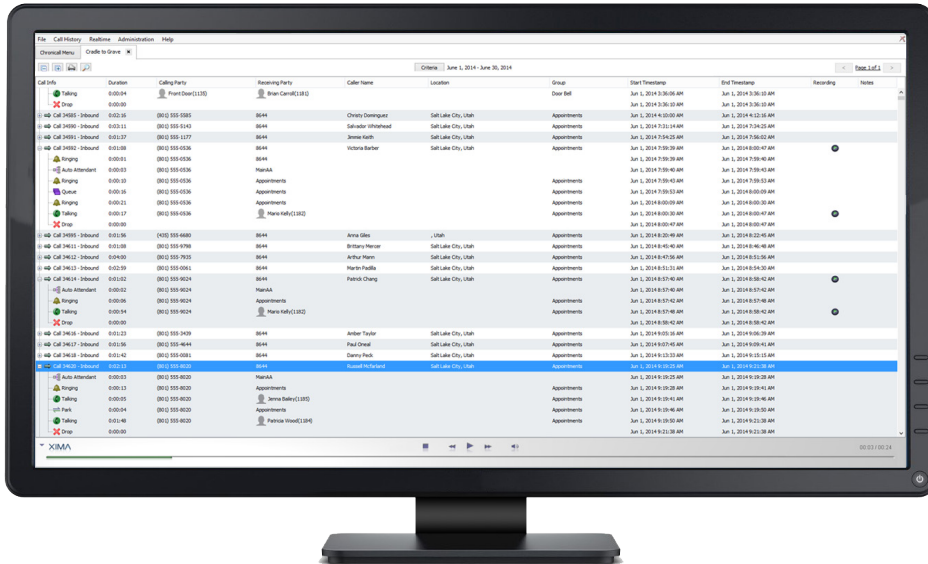 File Call History Realtime Administration Help
Chronicall Menu Cradle to Grave
Criteria June 1, 2014 - June 30, 2014 < Page 1 of 1 >
Call Info Duration Calling Party Receiving Party Caller Name Location Group Start Timestamp End Timestamp Recording Notes
Talking 0:00:04 Front Door(1135) Brian Carroll(1181) Door Bell Jun 1, 2014 3:36:06 AM Jun 1, 2014 3:36:10 AM
Drop 0:00:00 Jun 1, 2014 3:36:10 AM Jun 1, 2014 3:36:10 AM
Call 34585 - Inbound 0:02:16 (801) 555-5585 8644 Christy Dominguez Salt Lake City, Utah Appointments Jun 1, 2014 4:10:00 AM Jun 1, 2014 4:12:16 AM
Call 34590 - Inbound 0:03:11 (801) 555-5143 8644 Salvador Whitehead Salt Lake City, Utah Appointments Jun 1, 2014 7:31:14 AM Jun 1, 2014 7:34:25 AM
Call 34591 - Inbound 0:01:37 (801) 555-1177 8644 Jimmie Keith Salt Lake City, Utah Appointments Jun 1, 2014 7:54:25 AM Jun 1, 2014 7:56:02 AM
Call 34592 - Inbound 0:01:08 (801) 555-0536 8644 Victoria Barber Salt Lake City, Utah Appointments Jun 1, 2014 7:59:39 AM Jun 1, 2014 8:00:47 AM
Ringing 0:00:01 (801) 555-0536 8644 Jun 1, 2014 7:59:39 AM Jun 1, 2014 7:59:40 AM
Auto Attendant 0:00:03 (801) 555-0536 MainAA Jun 1, 2014 7:59:40 AM Jun 1, 2014 7:59:43 AM
Ringing 0:00:10 (801) 555-0536 Appointments Appointments Jun 1, 2014 7:59:43 AM Jun 1, 2014 7:59:53 AM
Queue 0:00:16 (801) 555-0536 Appointments Appointments Jun 1, 2014 7:59:53 AM Jun 1, 2014 8:00:09 AM
Ringing 0:00:21 (801) 555-0536 Appointments Appointments Jun 1, 2014 8:00:09 AM Jun 1, 2014 8:00:30 AM
Talking 0:00:17 (801) 555-0536 Mario Kelly(1182) Appointments Jun 1, 2014 8:00:30 AM Jun 1, 2014 8:00:47 AM
Drop 0:00:00 Appointments Jun 1, 2014 8:00:47 AM Jun 1, 2014 8:00:47 AM
Call 34595 - Inbound 0:01:56 (435) 555-6680 8644 Anna Giles , Utah Appointments Jun 1, 2014 8:20:49 AM Jun 1, 2014 8:22:45 AM
Call 34611 - Inbound 0:01:08 (801) 555-9798 8644 Brittany Mercer Salt Lake City, Utah Appointments Jun 1, 2014 8:45:40 AM Jun 1, 2014 8:46:48 AM
Call 34612 - Inbound 0:04:00 (801) 555-7935 8644 Arthur Mann Salt Lake City, Utah Appointments Jun 1, 2014 8:47:56 AM Jun 1, 2014 8:51:56 AM
Call 34613 - Inbound 0:02:59 (801) 555-0061 8644 Martin Padilla Salt Lake City, Utah Appointments Jun 1, 2014 8:51:31 AM Jun 1, 2014 8:54:30 AM
Call 34614 - Inbound 0:01:02 (801) 555-9024 8644 Patrick Chang Salt Lake City, Utah Appointments Jun 1, 2014 8:57:40 AM Jun 1, 2014 8:58:42 AM
Auto Attendant 0:00:02 (801) 555-9024 MainAA Jun 1, 2014 8:57:40 AM Jun 1, 2014 8:57:42 AM
Ringing 0:00:06 (801) 555-9024 Appointments Appointments Jun 1, 2014 8:57:42 AM Jun 1, 2014 8:57:48 AM
Talking 0:00:54 (801) 555-9024 Mario Kelly(1182) Appointments Jun 1, 2014 8:57:48 AM Jun 1, 2014 8:58:42 AM
Drop 0:00:00 Appointments Jun 1, 2014 8:58:42 AM Jun 1, 2014 8:58:42 AM
Call 34616 - Inbound 0:01:23 (801) 555-3439 8644 Amber Taylor Salt Lake City, Utah Appointments Jun 1, 2014 9:05:16 AM Jun 1, 2014 9:06:39 AM
Call 34617 - Inbound 0:01:56 (801) 555-4644 8644 Paul Oneal Salt Lake City, Utah Appointments Jun 1, 2014 9:07:45 AM Jun 1, 2014 9:09:41 AM
Call 34618 - Inbound 0:01:42 (801) 555-0081 8644 Danny Peck Salt Lake City, Utah Appointments Jun 1, 2014 9:13:33 AM Jun 1, 2014 9:15:15 AM
Call 34620 - Inbound 0:02:13 (801) 555-8020 8644 Russell Mcfarland Salt Lake City, Utah Appointments Jun 1, 2014 9:19:25 AM Jun 1, 2014 9:21:38 AM
Auto Attendant 0:00:03 (801) 555-8020 MainAA Jun 1, 2014 9:19:25 AM Jun 1, 2014 9:19:28 AM
Ringing 0:00:13 (801) 555-8020 Appointments Appointments Jun 1, 2014 9:19:28 AM Jun 1, 2014 9:19:41 AM
Talking 0:00:05 (801) 555-8020 Jenna Bailey(1185) Appointments Jun 1, 2014 9:19:41 AM Jun 1, 2014 9:19:46 AM
Park 0:00:04 (801) 555-8020 Appointments Appointments Jun 1, 2014 9:19:46 AM Jun 1, 2014 9:19:50 AM
Talking 0:01:48 (801) 555-8020 Patricia Wood(1184) Appointments Jun 1, 2014 9:19:50 AM Jun 1, 2014 9:21:38 AM
Drop 0:00:00 Appointments Jun 1, 2014 9:21:38 AM Jun 1, 2014 9:21:38 AM
XIMA 00:03 / 00:24